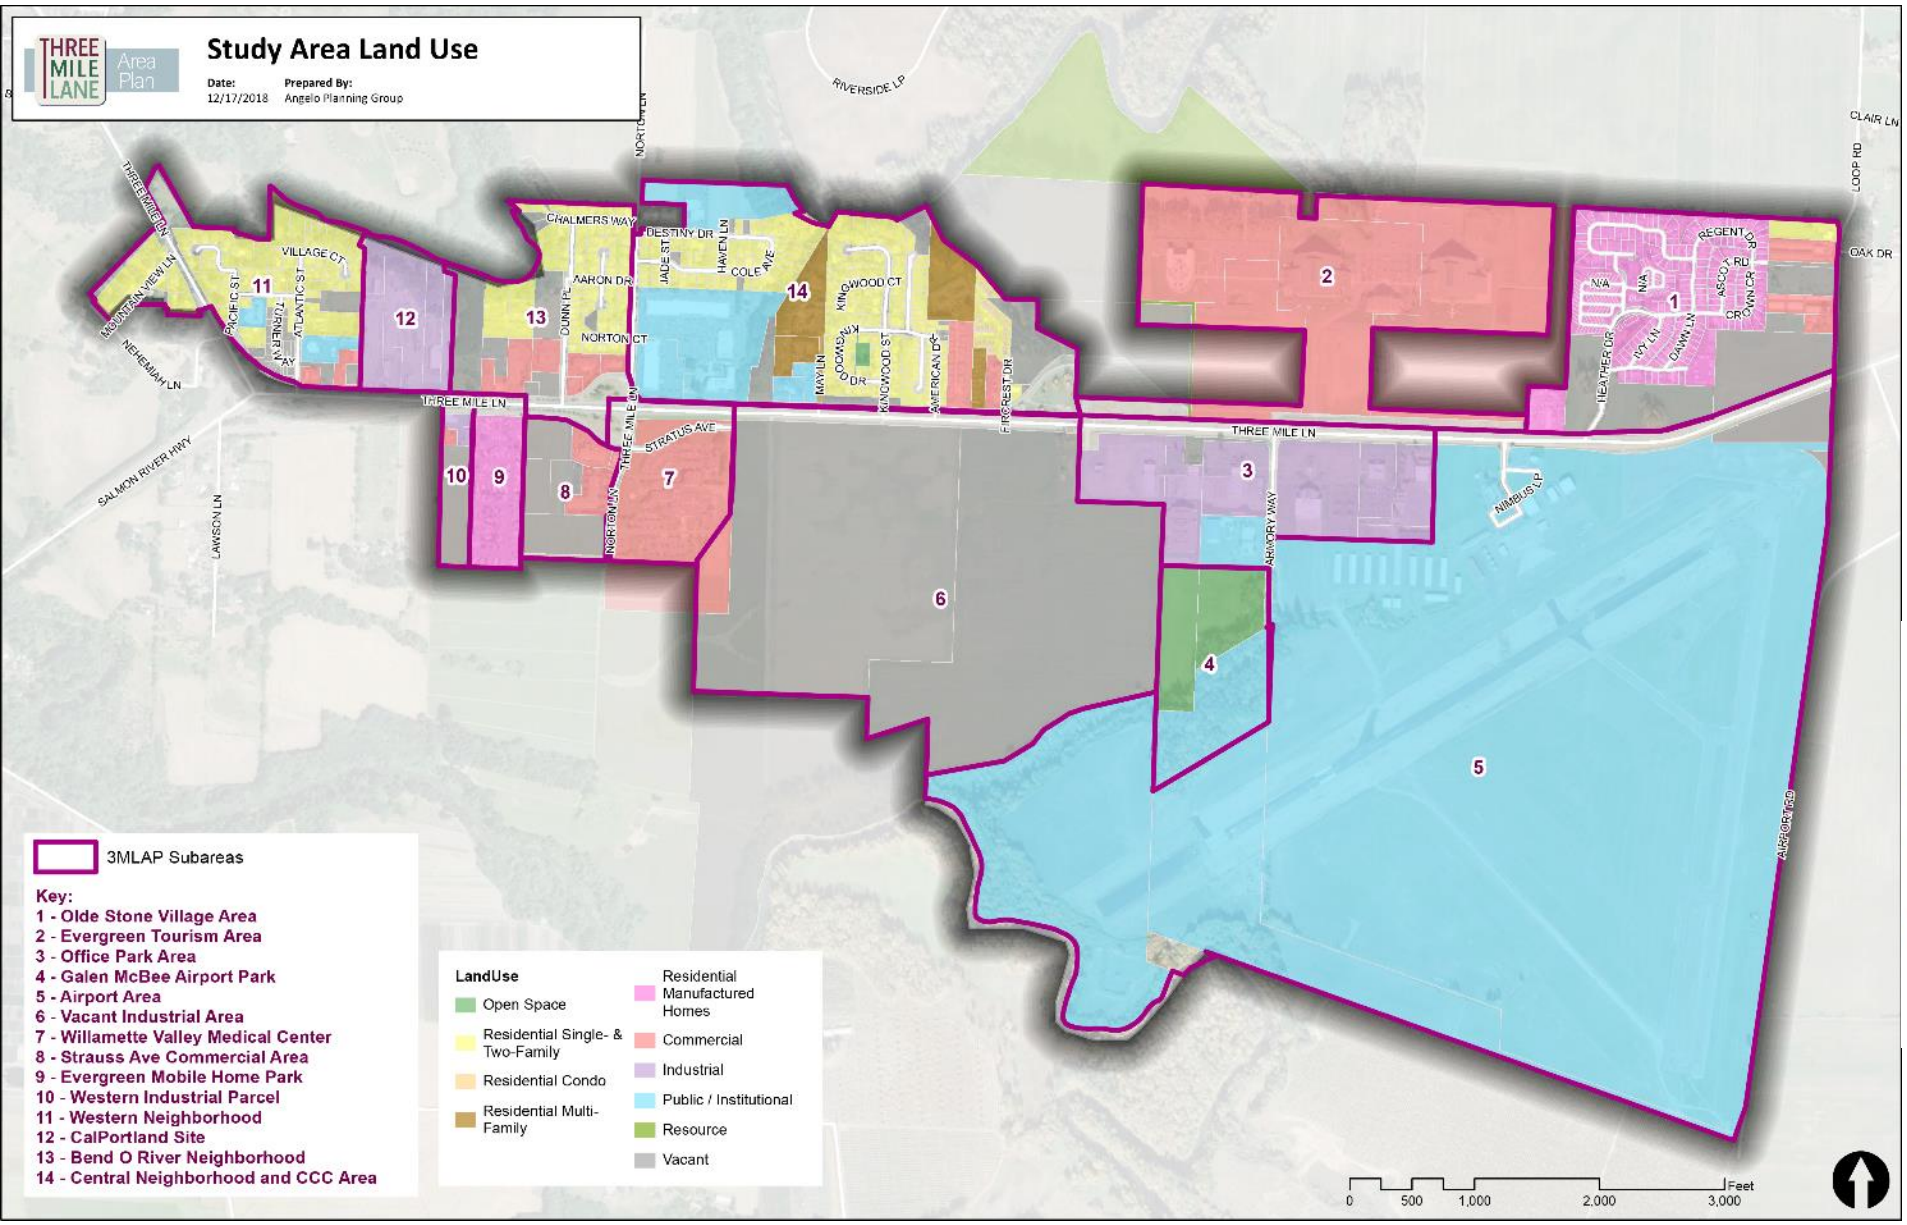 THREE
MILE
LANE
Area
Plan
Study Area Land Use
Date:
Prepared By:
12/17/2018
Angelo Planning Group
NORTON LN
RIVERSIDE LP
CLAIR LN
LOOP RD
OAK DR
THREE MILE LN
MOUNTAIN VIEW LN
NEHEMIAH LN
VILLAGE CT
11
PACIFIC ST
TURNER WAY
ATLANTIC ST
12
CHALMERS WAY
AARON DR
13
DUNN PL
NORTON CT
DESTINY DR
JADE ST
HAVEN LN
COLE AVE
14
KINGWOOD CT
KINGWOOD DR
MAY LN
KINGWOOD ST
AMERICAN DR
FIRCREST DR
2
REGENT DR
ASCOT RD
CROWN CR
N/A
N/A
1
CR
IVY LN
DAWN LN
HEATHER DR
THREE MILE LN
THREE MILE LN
THREE MILE LN
STRATUS AVE
SALMON RIVER HWY
LAWSON LN
10
9
8
7
NORTON LN
3
ARMORY WAY
NIMBUS LP
6
4
5
AIRPORT RD
3MLAP Subareas
Key:
1 - Olde Stone Village Area
2 - Evergreen Tourism Area
3 - Office Park Area
4 - Galen McBee Airport Park
5 - Airport Area
6 - Vacant Industrial Area
7 - Willamette Valley Medical Center
8 - Strauss Ave Commercial Area
9 - Evergreen Mobile Home Park
10 - Western Industrial Parcel
11 - Western Neighborhood
12 - CalPortland Site
13 - Bend O River Neighborhood
14 - Central Neighborhood and CCC Area
LandUse
Open Space
Residential Single- &
Two-Family
Residential Condo
Residential Multi-
Family
Residential
Manufactured
Homes
Commercial
Industrial
Public / Institutional
Resource
Vacant
Feet
0
500
1,000
2,000
3,000